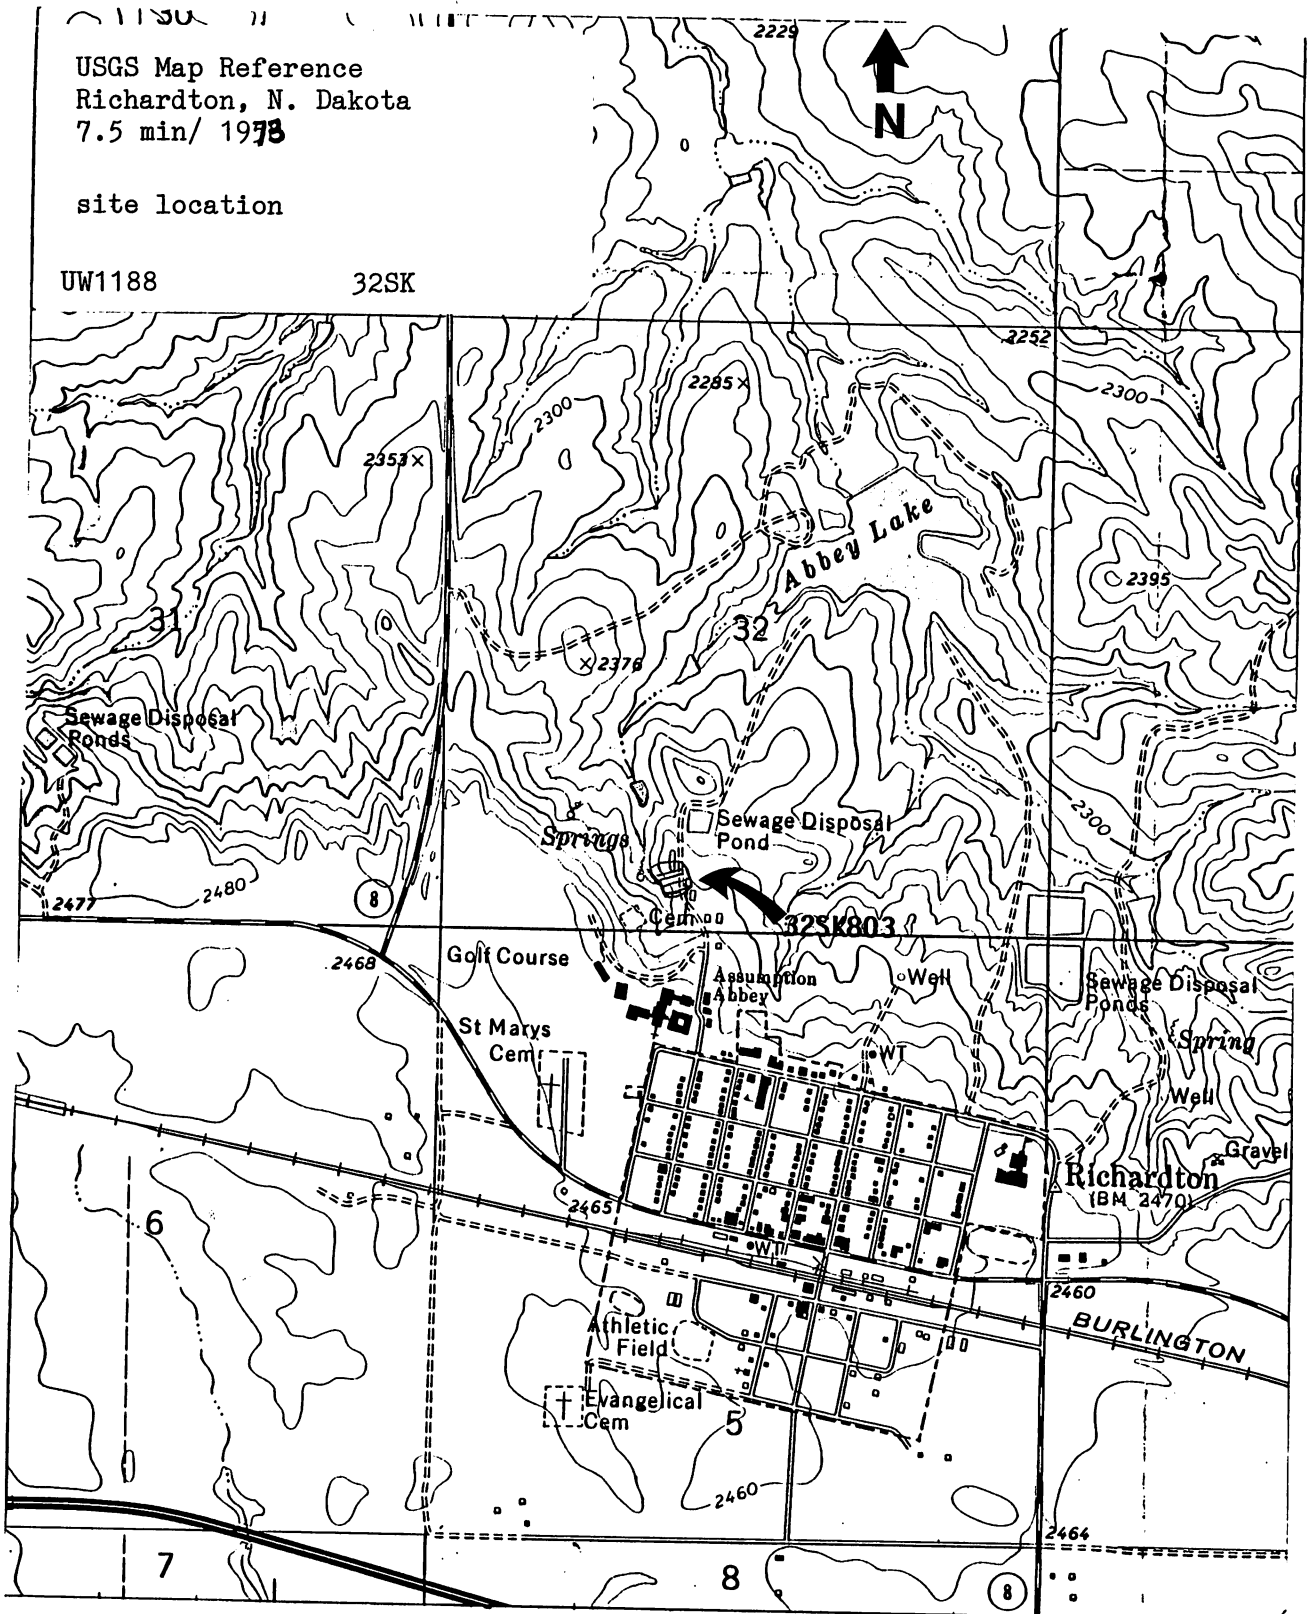 USGS Map Reference
Richardton, N. Dakota
7.5 min/ 1973
site location
UW1188 32SK
2229
N
2252
2285
2300
2300
2353
Abbey Lake
2395
31
32
2376
Sewage Disposal
Ponds
2300
Sewage Disposal
Pond
Springs
2480
8
2477
Cem
32SK803
2468
Golf Course
Assumption
Abbey
Well
Sewage Disposal
Ponds
St Marys
Cem
WT
Spring
Well
Gravel
Richardton
(BM 2470)
2465
6
WT
2460
BURLINGTON
Athletic
Field
Evangelical
Cem
5
2460
2464
7
8
8